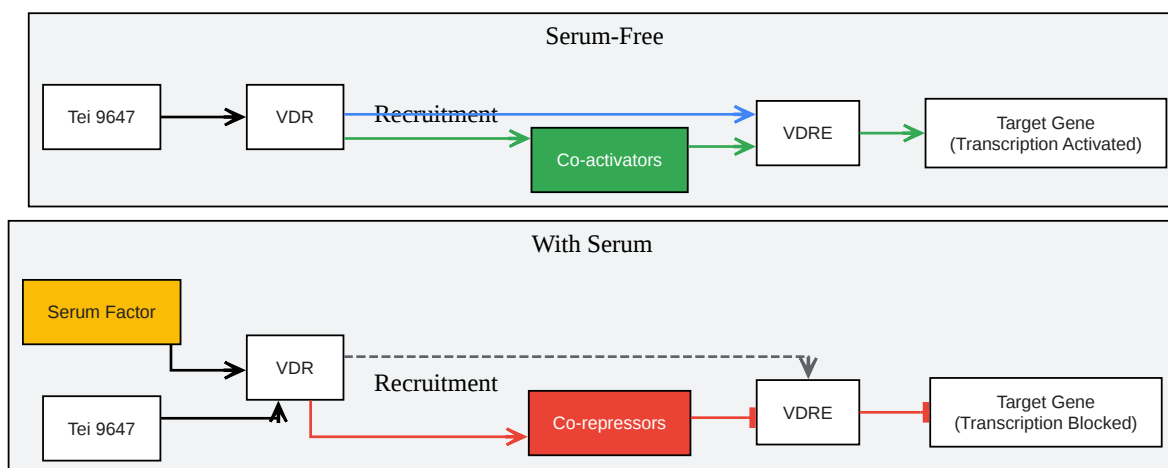 Serum-Free
Tei 9647
VDR
Recruitment
Co-activators
VDRE
Target Gene
(Transcription Activated)
With Serum
Serum Factor
Tei 9647
VDR
Recruitment
Co-repressors
VDRE
Target Gene
(Transcription Blocked)